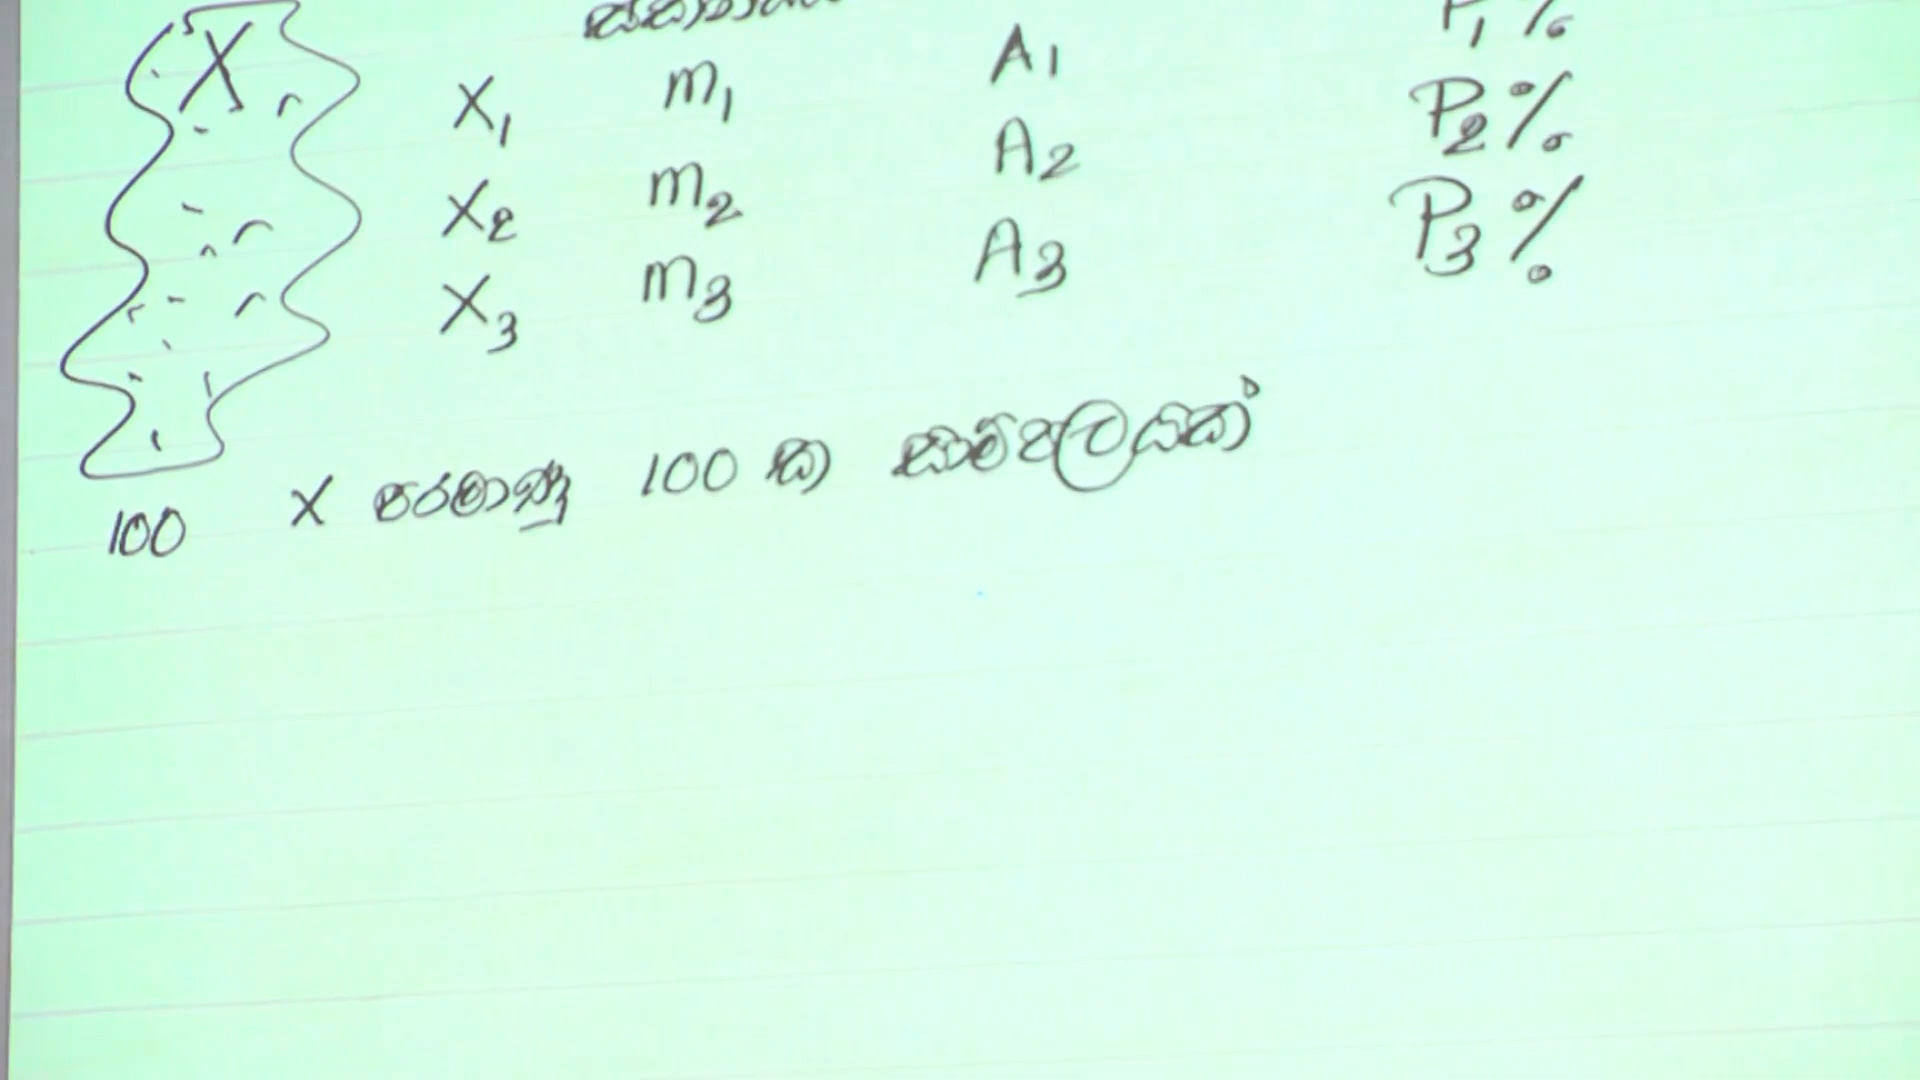 X P1 %
X1 m1 A1 P2 %
X2 m2 A2 P3 %
X3 m3 A3
100 X පරමාණු 100 ක සාම්පලයක්